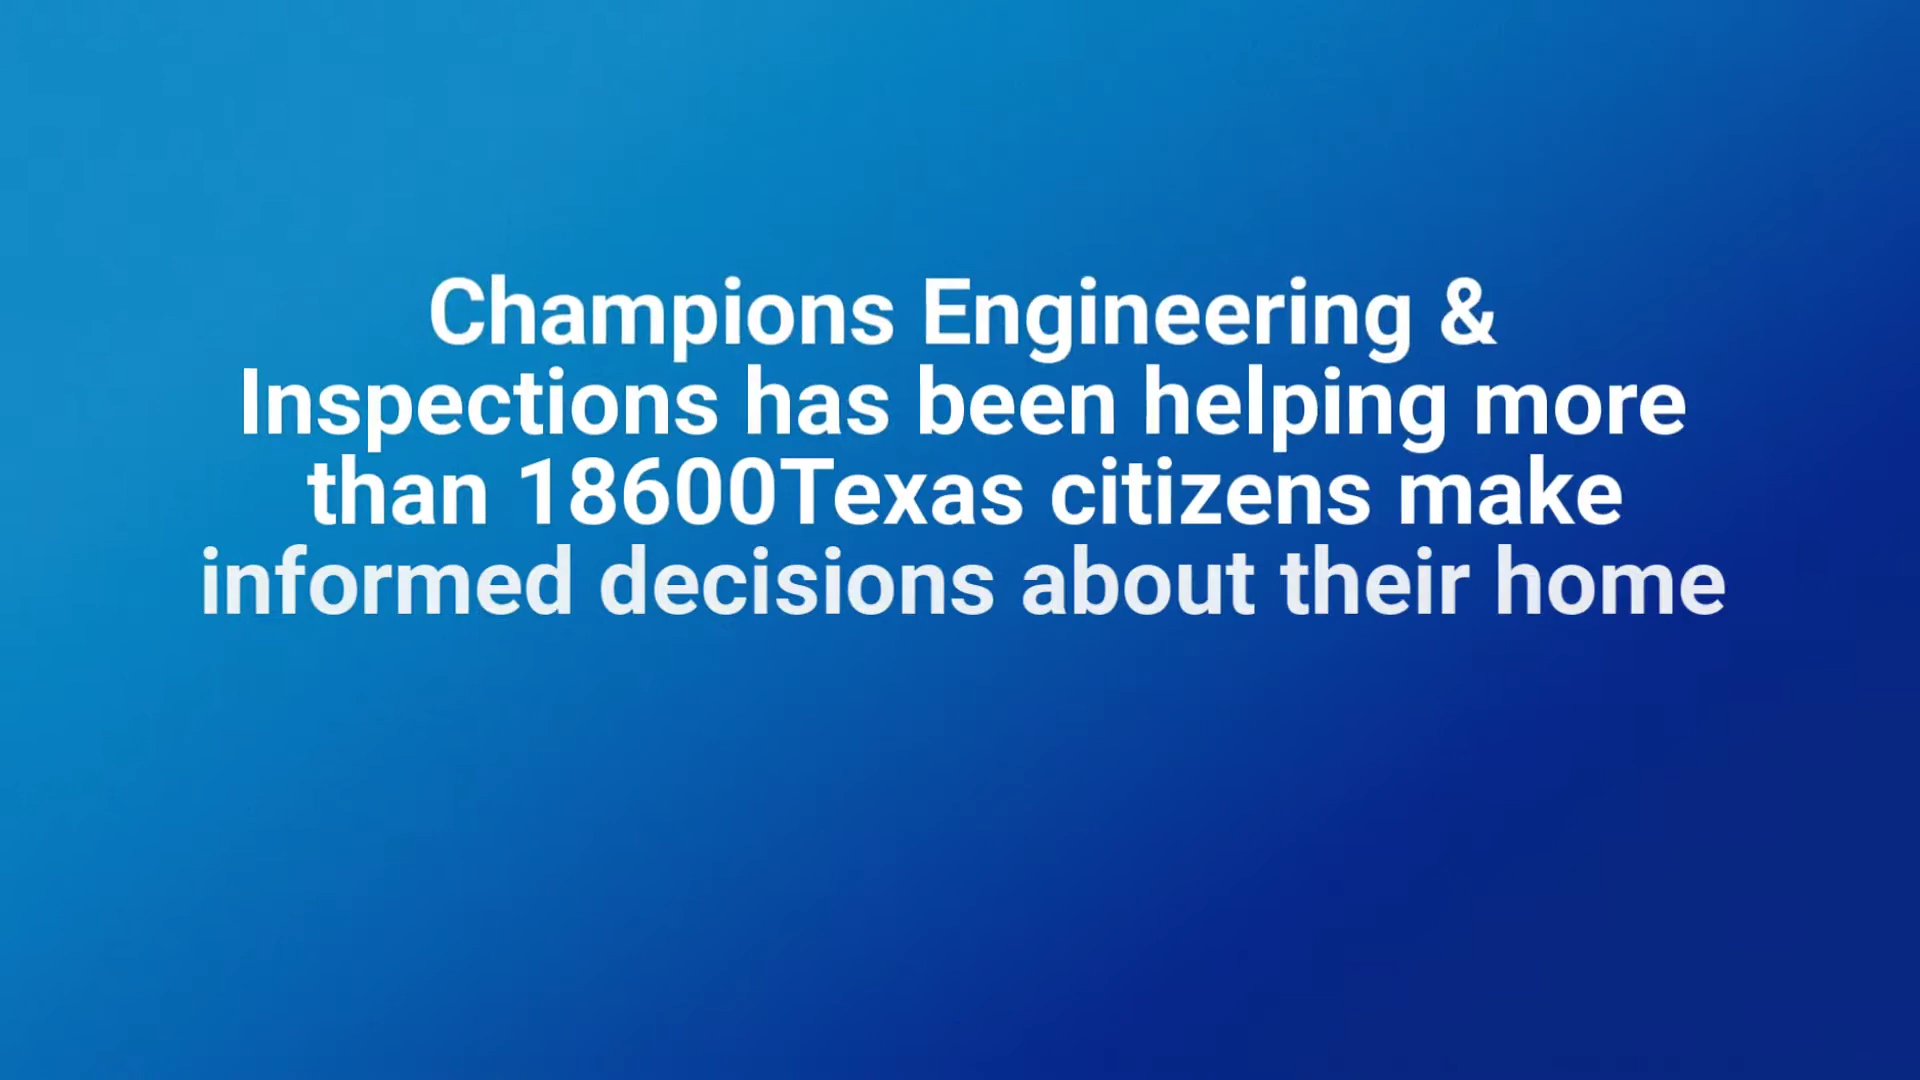 Champions Engineering &
Inspections has been helping more
than 18600Texas citizens make
informed decisions about their home